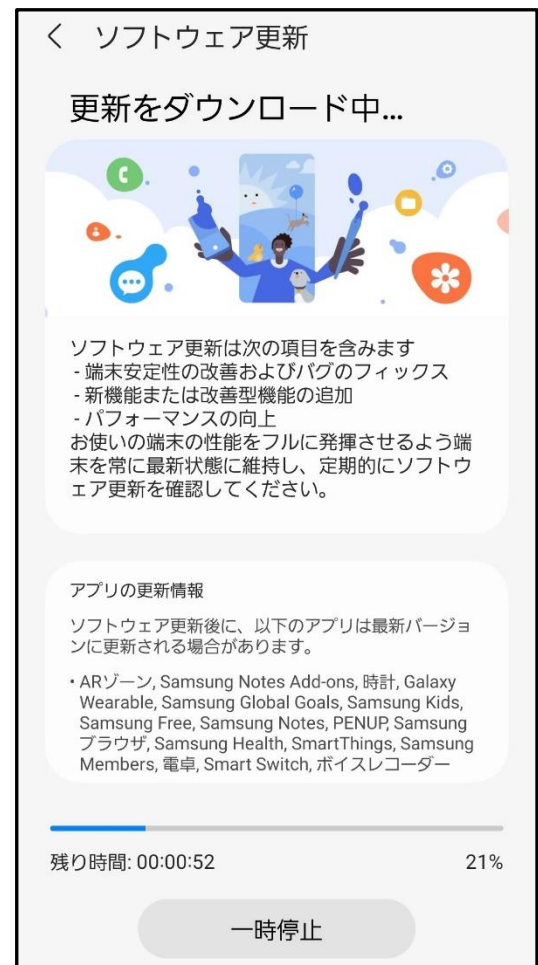 ソフトウェア更新
更新をダウンロード中...
ソフトウェア更新は次の項目を含みます
- 端末安定性の改善およびバグのフィックス
- 新機能または改善型機能の追加
- パフォーマンスの向上
お使いの端末の性能をフルに発揮させるよう端
末を常に最新状態に維持し、定期的にソフトウ
ェア更新を確認してください。
アプリの更新情報
ソフトウェア更新後に、以下のアプリは最新バージョ
ンに更新される場合があります。
• ARゾーン, Samsung Notes Add-ons, 時計, Galaxy
Wearable, Samsung Global Goals, Samsung Kids,
Samsung Free, Samsung Notes, PENUP, Samsung
ブラウザ, Samsung Health, SmartThings, Samsung
Members, 電卓, Smart Switch, ボイスレコーダー
残り時間: 00:00:52
21%
一時停止